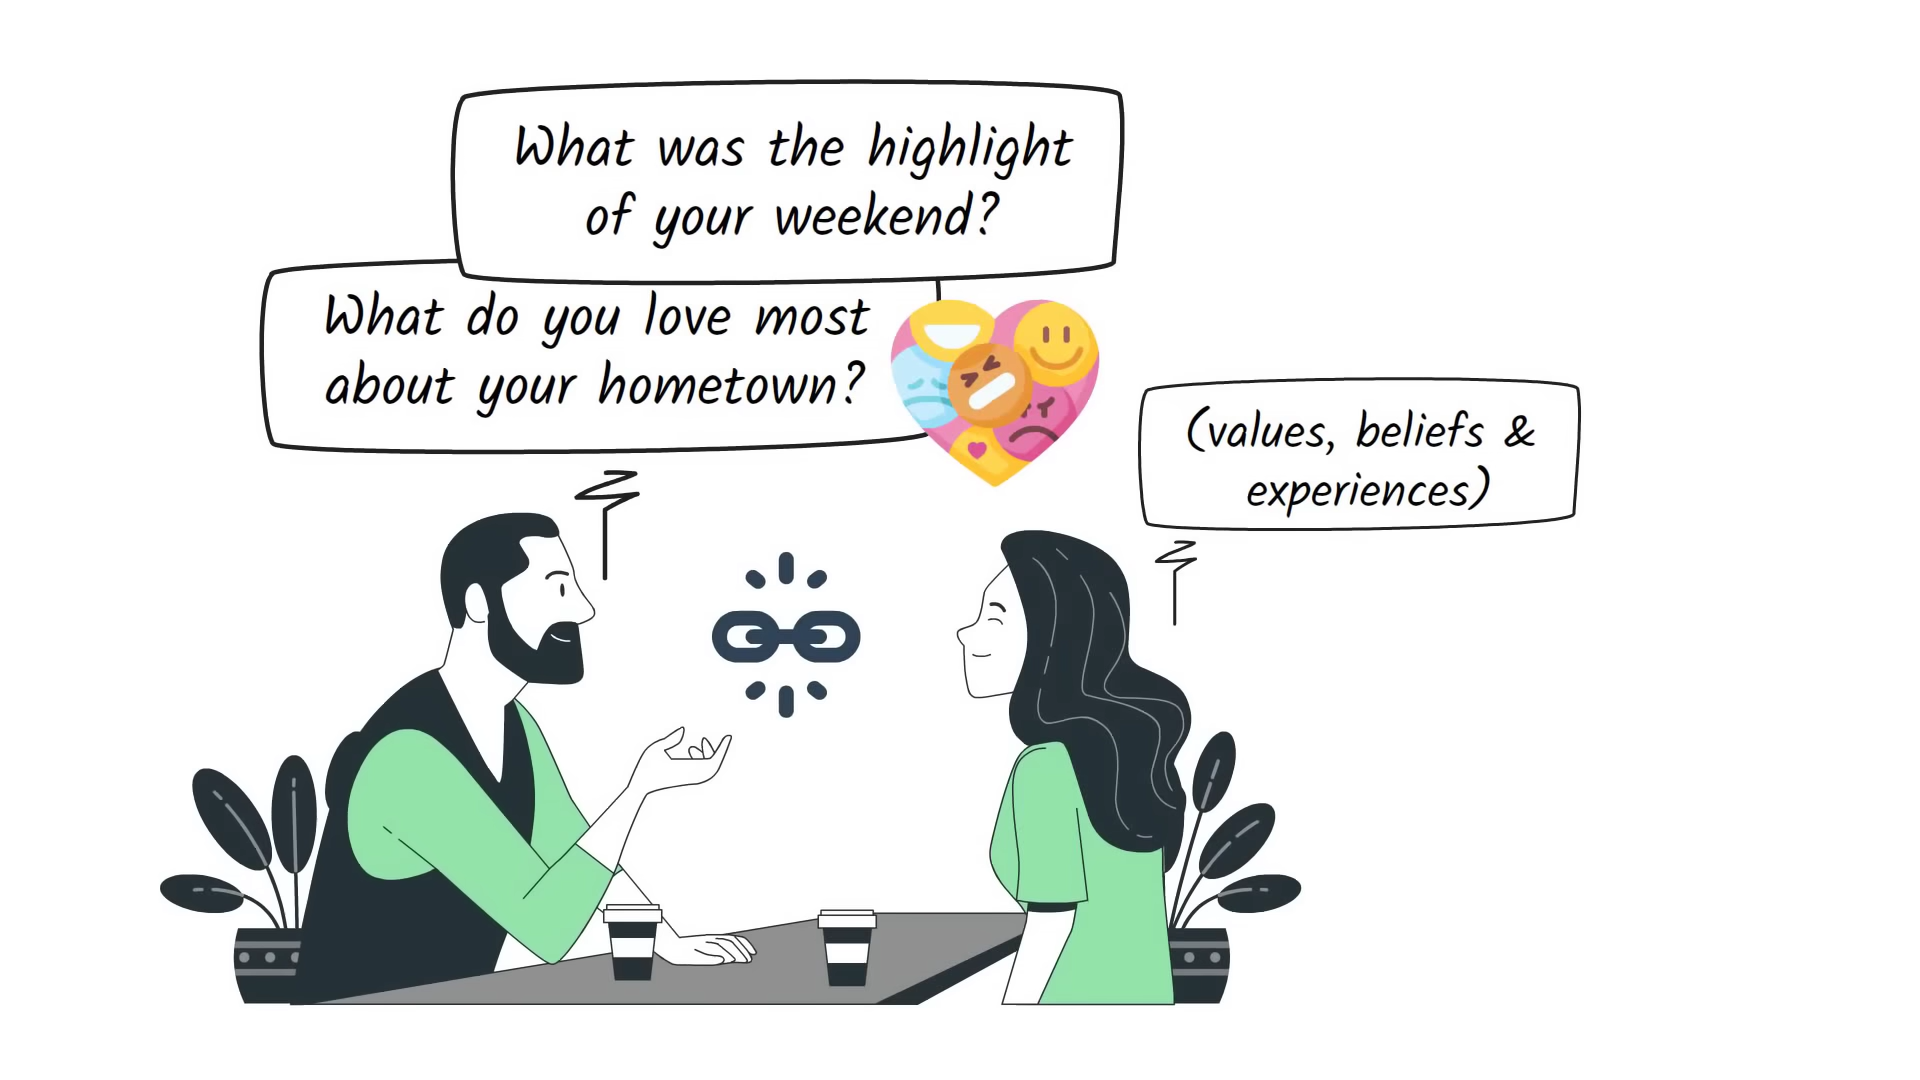 What was the highlight
of your weekend?
What do you love most
about your hometown?
(values, beliefs &
experiences)